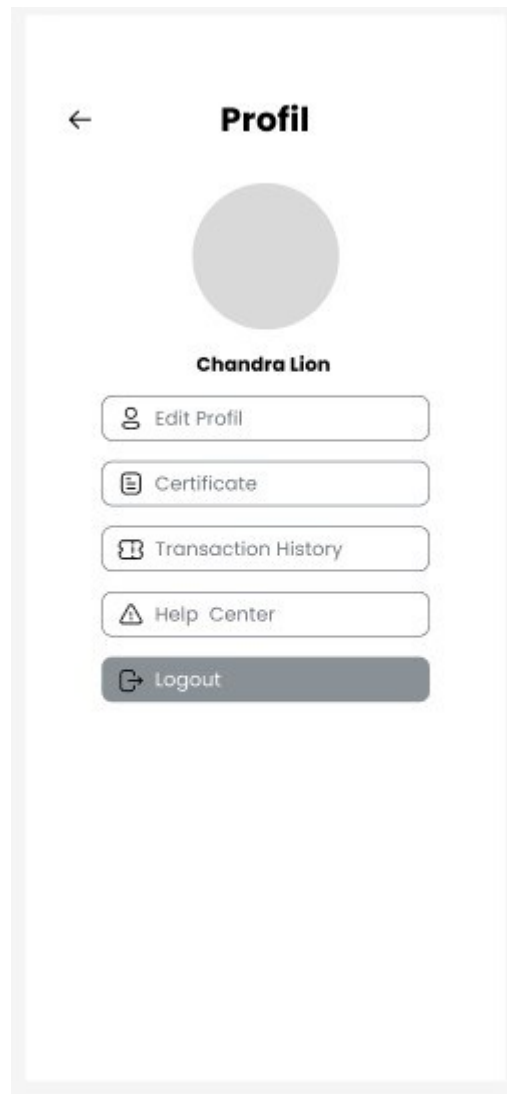 Profil
Chandra Lion
Edit Profil
Certificate
Transaction History
Help Center
Logout